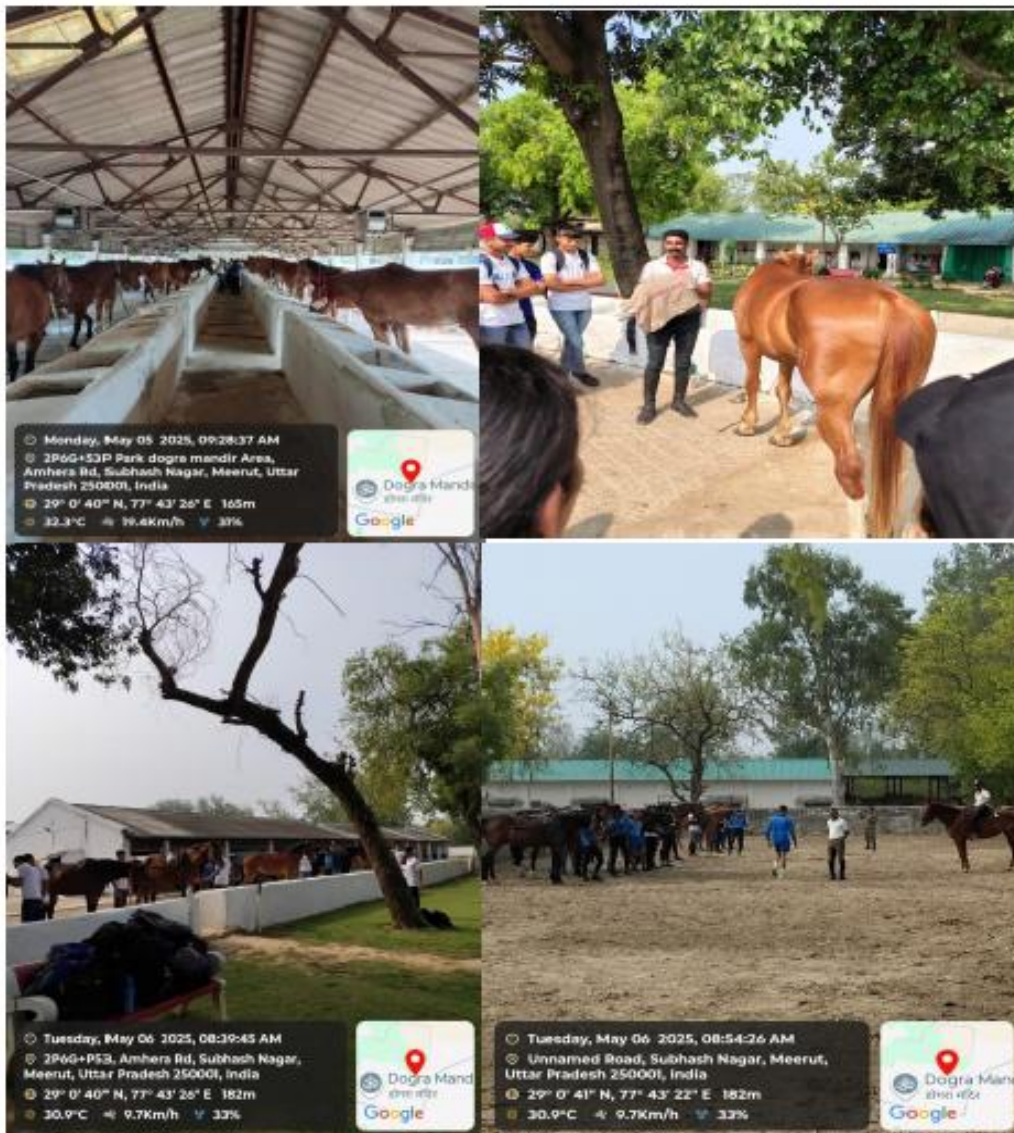 Monday, May 05 2025, 09:28:37 AM
2P6G+53P Park dogra mandir Area,
Amhera Rd, Subhash Nagar, Meerut, Uttar
Pradesh 250001, India
29° 0' 40" N, 77° 43' 26" E 165m
32.3°C 19.4Km/h 31%
Dogra Mandi
डोगरा मंदिर
Google
Tuesday, May 06 2025, 08:39:45 AM
2P6G+P53, Amhera Rd, Subhash Nagar,
Meerut, Uttar Pradesh 250001, India
29° 0' 40" N, 77° 43' 26" E 182m
30.9°C 9.7Km/h 33%
Dogra Mand
डोगरा मंदिर
Google
Tuesday, May 06 2025, 08:54:26 AM
Unnamed Road, Subhash Nagar, Meerut,
Uttar Pradesh 250001, India
29° 0' 41" N, 77° 43' 22" E 182m
30.9°C 9.7Km/h 33%
Dogra Man
डोगरा मंदिर
Google